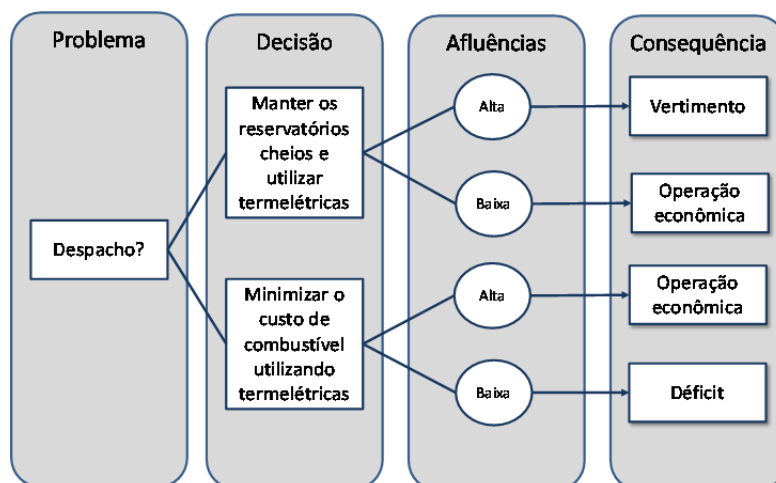 Problema
Decisão
Afluências
Consequência
Manter os
reservatórios
cheios e
utilizar
termelétricas
Alta
Vertimento
Baixa
Operação
econômica
Despacho?
Minimizar o
custo de
combustível
utilizando
termelétricas
Alta
Operação
econômica
Baixa
Déficit